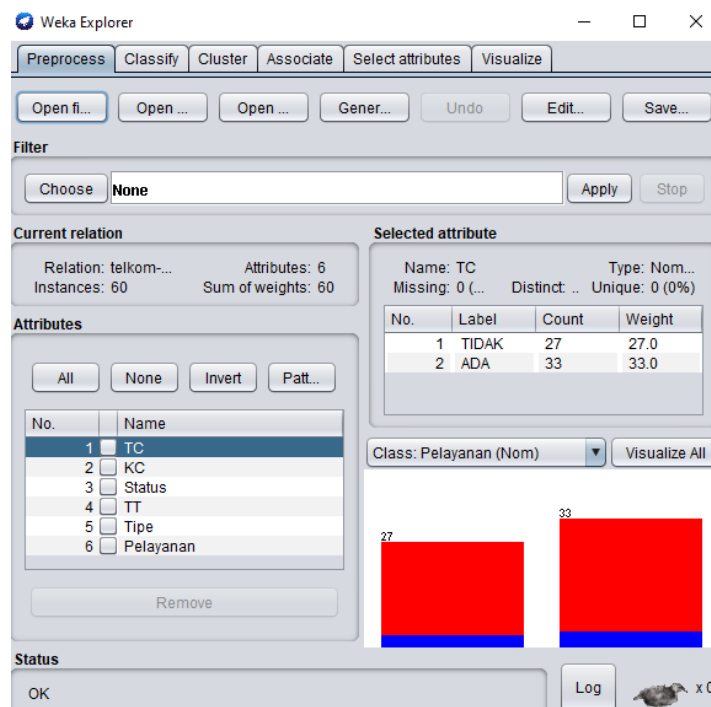 Weka Explorer
Preprocess Classify Cluster Associate Select attributes Visualize
Open fi... Open ... Open ... Gener... Undo Edit... Save...
Filter
Choose None Apply Stop
Current relation
Relation: telkom-... Attributes: 6
Instances: 60 Sum of weights: 60
Selected attribute
Name: TC Type: Nom...
Missing: 0 (... Distinct: .. Unique: 0 (0%)
No. Label Count Weight
1 TIDAK 27 27.0
2 ADA 33 33.0
Attributes
All None Invert Patt...
No. Name
1 TC
2 KC
3 Status
4 TT
5 Tipe
6 Pelayanan
Remove
Class: Pelayanan (Nom) Visualize All
27
33
Status
OK
Log x 0